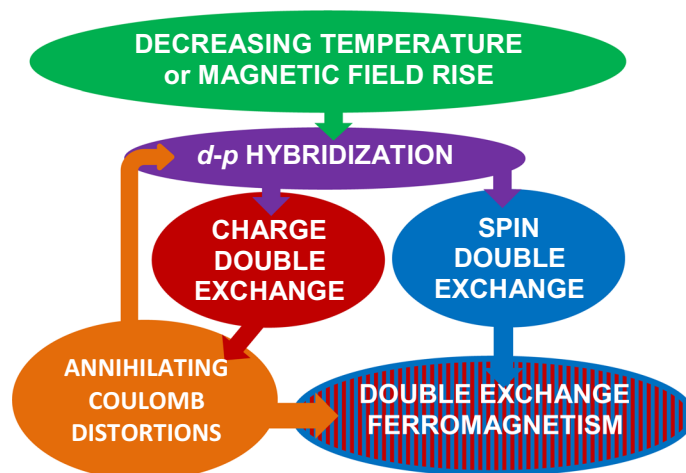 DECREASING TEMPERATURE
or MAGNETIC FIELD RISE
d-p HYBRIDIZATION
CHARGE
DOUBLE
EXCHANGE
SPIN
DOUBLE
EXCHANGE
ANNIHILATING
COULOMB
DISTORTIONS
DOUBLE EXCHANGE
FERROMAGNETISM